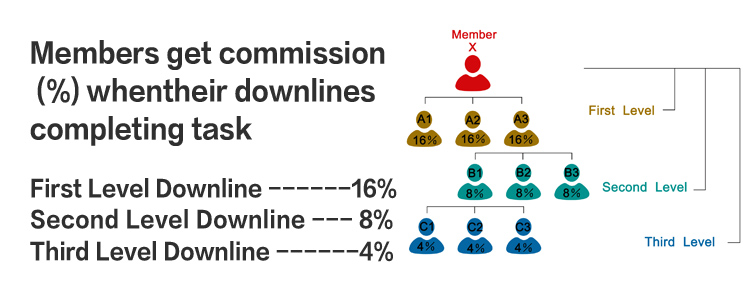 Members get commission
(%) whentheir downlines
completing task
First Level Downline ------16%
Second Level Downline --- 8%
Third Level Downline ------4%
Member
X
A1 A2 A3
16% 16% 16%
First Level
B1 B2 B3
8% 8% 8%
Second Level
C1 C2 C3
4% 4% 4%
Third Level